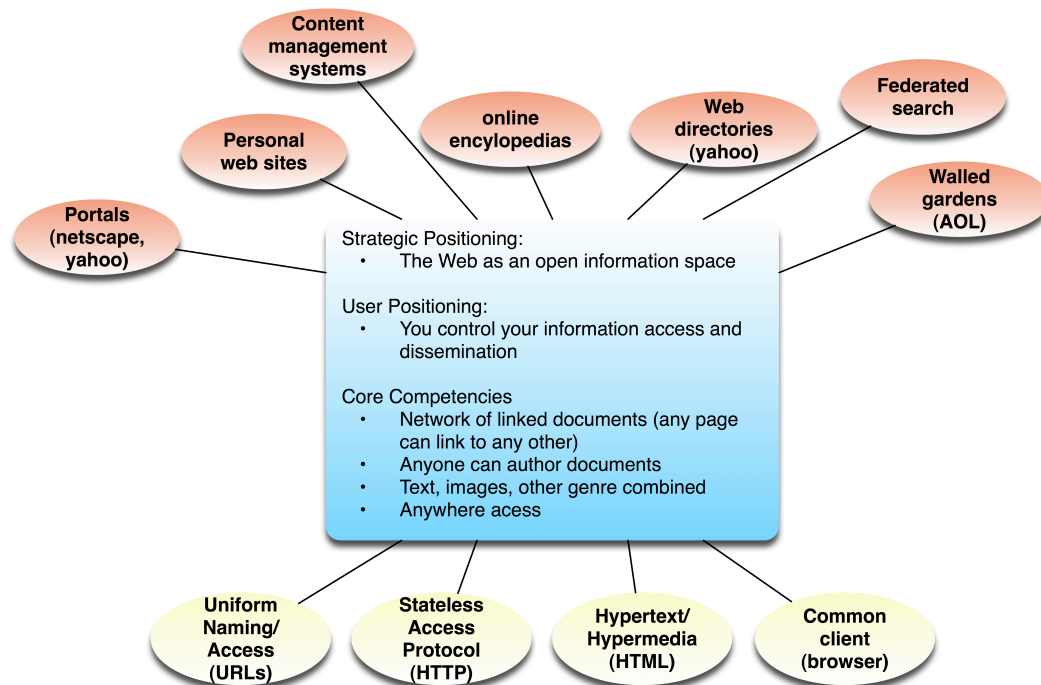 Content
management
systems
Federated
search
Web
directories
(yahoo)
online
encylopedias
Personal
web sites
Walled
gardens
(AOL)
Portals
(netscape,
yahoo)
Strategic Positioning:
• The Web as an open information space
User Positioning:
• You control your information access and
dissemination
Core Competencies
• Network of linked documents (any page
can link to any other)
• Anyone can author documents
• Text, images, other genre combined
• Anywhere acess
Uniform
Naming/
Access
(URLs)
Stateless
Access
Protocol
(HTTP)
Hypertext/
Hypermedia
(HTML)
Common
client
(browser)